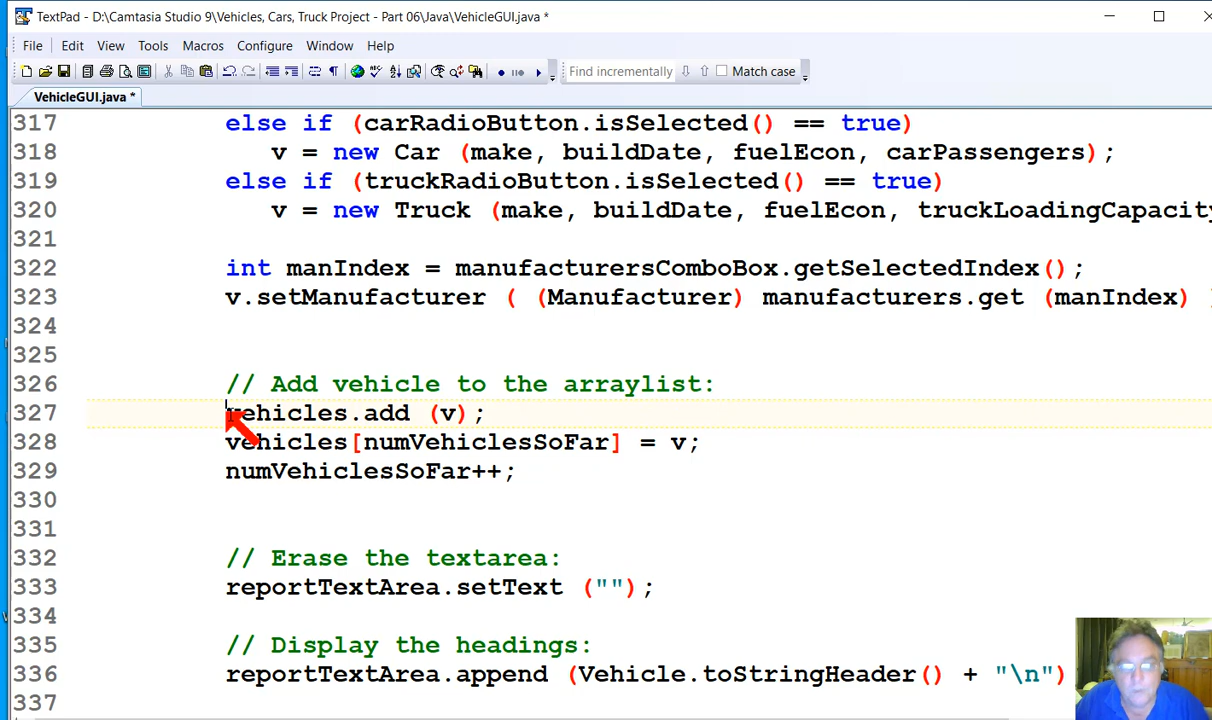 TextPad - D:\Camtasia Studio 9\Vehicles, Cars, Truck Project - Part 06\Java\VehicleGUI.java *
File Edit View Tools Macros Configure Window Help
Find incrementally Match case
VehicleGUI.java *
317 else if (carRadioButton.isSelected() == true)
318 v = new Car (make, buildDate, fuelEcon, carPassengers);
319 else if (truckRadioButton.isSelected() == true)
320 v = new Truck (make, buildDate, fuelEcon, truckLoadingCapacity
321
322 int manIndex = manufacturersComboBox.getSelectedIndex();
323 v.setManufacturer ( (Manufacturer) manufacturers.get (manIndex)
324
325
326 // Add vehicle to the arraylist:
327 vehicles.add (v);
328 vehicles[numVehiclesSoFar] = v;
329 numVehiclesSoFar++;
330
331
332 // Erase the textarea:
333 reportTextArea.setText ("");
334
335 // Display the headings:
336 reportTextArea.append (Vehicle.toStringHeader() + "\n")
337